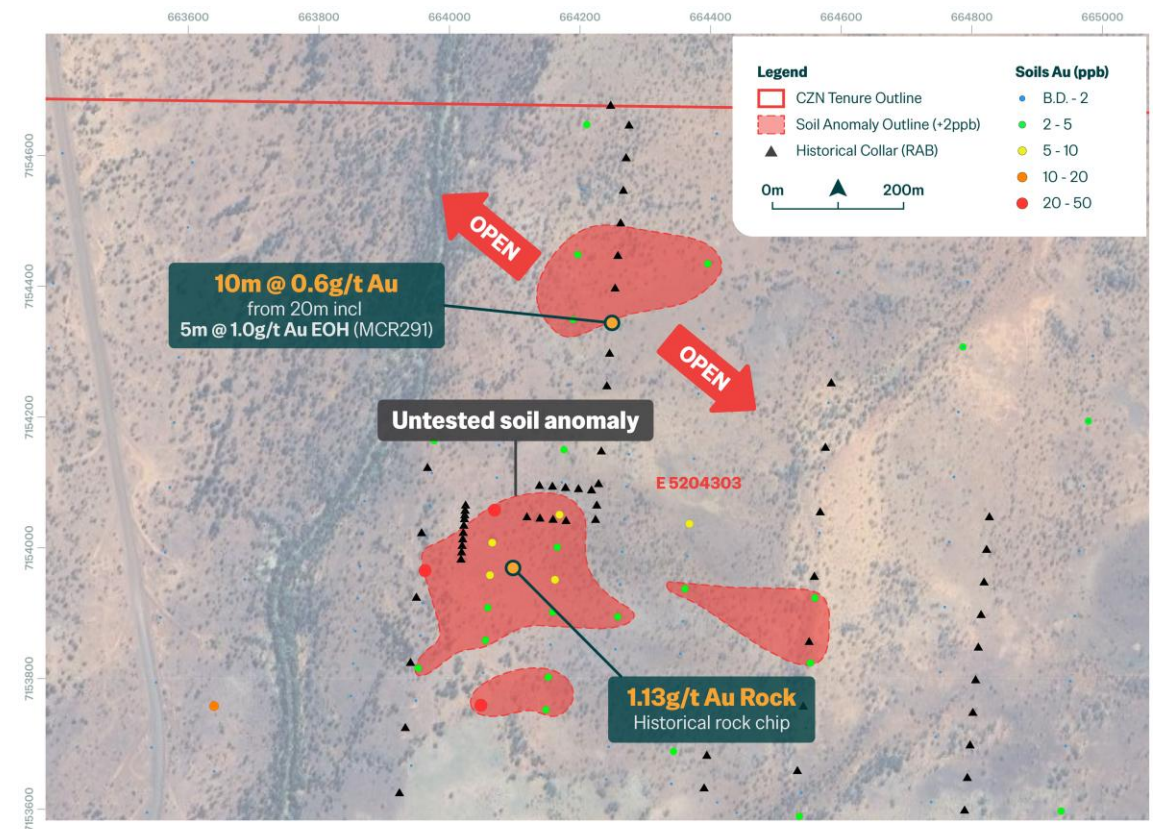 663600 663800 664000 664200 664400 664600 664800 665000
Legend
CZN Tenure Outline
Soil Anomaly Outline (+2ppb)
Historical Collar (RAB)
0m 200m
Soils Au (ppb)
B.D. - 2
2 - 5
5 - 10
10 - 20
20 - 50
7154600
7154400
7154200
7154000
7153800
7153600
OPEN
10m @ 0.6g/t Au
from 20m incl
5m @ 1.0g/t Au EOH (MCR291)
OPEN
Untested soil anomaly
E 5204303
1.13g/t Au Rock
Historical rock chip